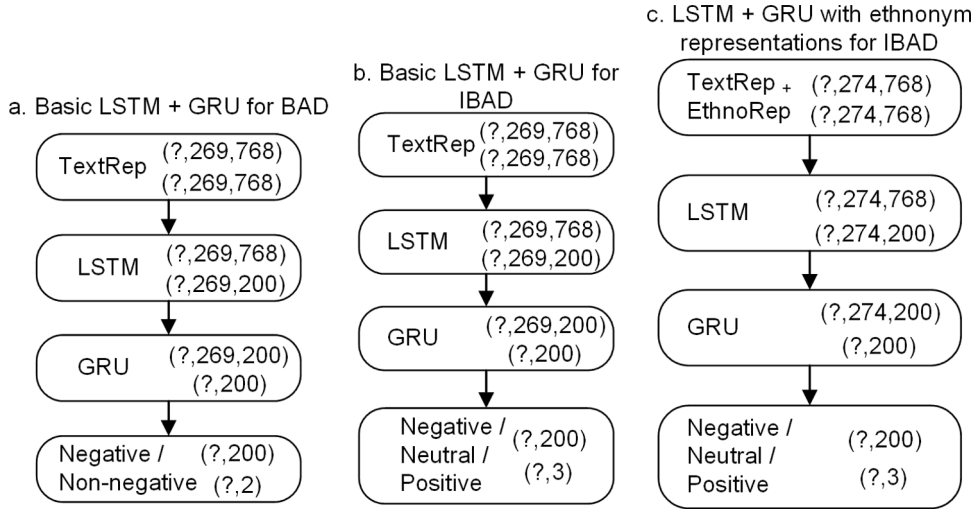 a. Basic LSTM + GRU for BAD
TextRep (?,269,768)
(?,269,768)
LSTM (?,269,768)
(?,269,200)
GRU (?,269,200)
(?,200)
Negative / (?,200)
Non-negative (?,2)
b. Basic LSTM + GRU for
IBAD
TextRep (?,269,768)
(?,269,768)
LSTM (?,269,768)
(?,269,200)
GRU (?,269,200)
(?,200)
Negative /
Neutral / (?,200)
Positive (?,3)
c. LSTM + GRU with ethnonym
representations for IBAD
TextRep + (?,274,768)
EthnoRep (?,274,768)
LSTM (?,274,768)
(?,274,200)
GRU (?,274,200)
(?,200)
Negative /
Neutral / (?,200)
Positive (?,3)